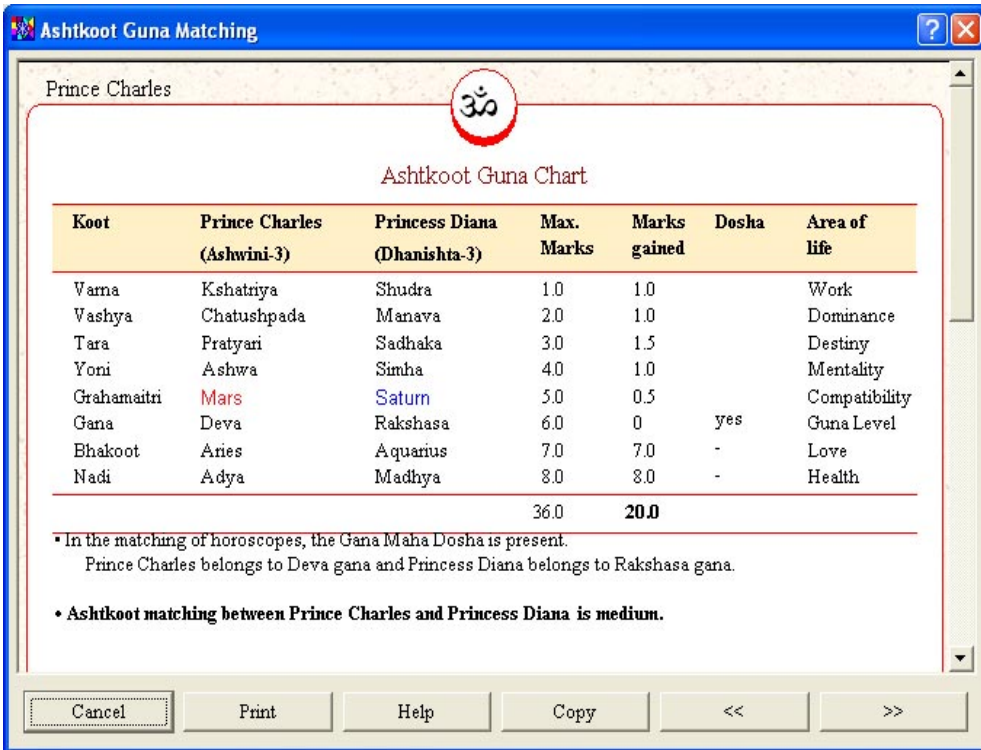 Ashtkoot Guna Matching
Prince Charles
ॐ
Ashtkoot Guna Chart
Koot Prince Charles (Ashwini-3) Princess Diana (Dhanishta-3) Max. Marks Marks gained Dosha Area of life
Varna Kshatriya Shudra 1.0 1.0 Work
Vashya Chatushpada Manava 2.0 1.0 Dominance
Tara Pratyari Sadhaka 3.0 1.5 Destiny
Yoni Ashwa Simha 4.0 1.0 Mentality
Grahamaitri Mars Saturn 5.0 0.5 Compatibility
Gana Deva Rakshasa 6.0 0 yes Guna Level
Bhakoot Aries Aquarius 7.0 7.0 - Love
Nadi Adya Madhya 8.0 8.0 - Health
36.0 20.0
• In the matching of horoscopes, the Gana Maha Dosha is present.
Prince Charles belongs to Deva gana and Princess Diana belongs to Rakshasa gana.
• Ashtkoot matching between Prince Charles and Princess Diana is medium.
Cancel Print Help Copy << >>